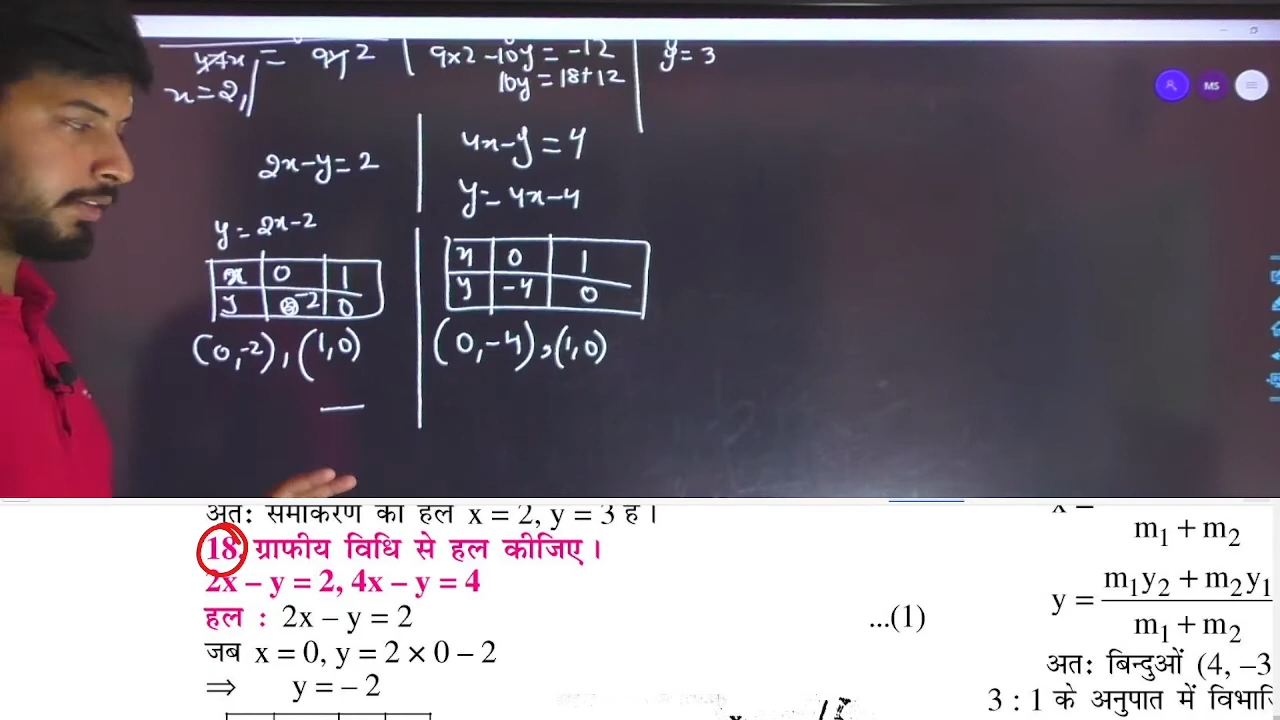 = 9y 2
x = 2,
9x2 - 10y = -12
10y = 18+12
y = 3
MS
2x-y = 2
y = 2x-2
x 0 1
y -2 0
(0,-2), (1,0)
4x-y = 4
y = 4x-4
x 0 1
y -4 0
(0,-4), (1,0)
अतः समीकरण का हल x = 2, y = 3 है।
18. ग्राफीय विधि से हल कीजिए।
2x – y = 2, 4x – y = 4
हल : 2x – y = 2 ...(1)
जब x = 0, y = 2 × 0 – 2
⇒ y = – 2
x =
m₁ + m₂
y = m₁y₂ + m₂y₁
m₁ + m₂
अतः बिन्दुओं (4, –3
3 : 1 के अनुपात में